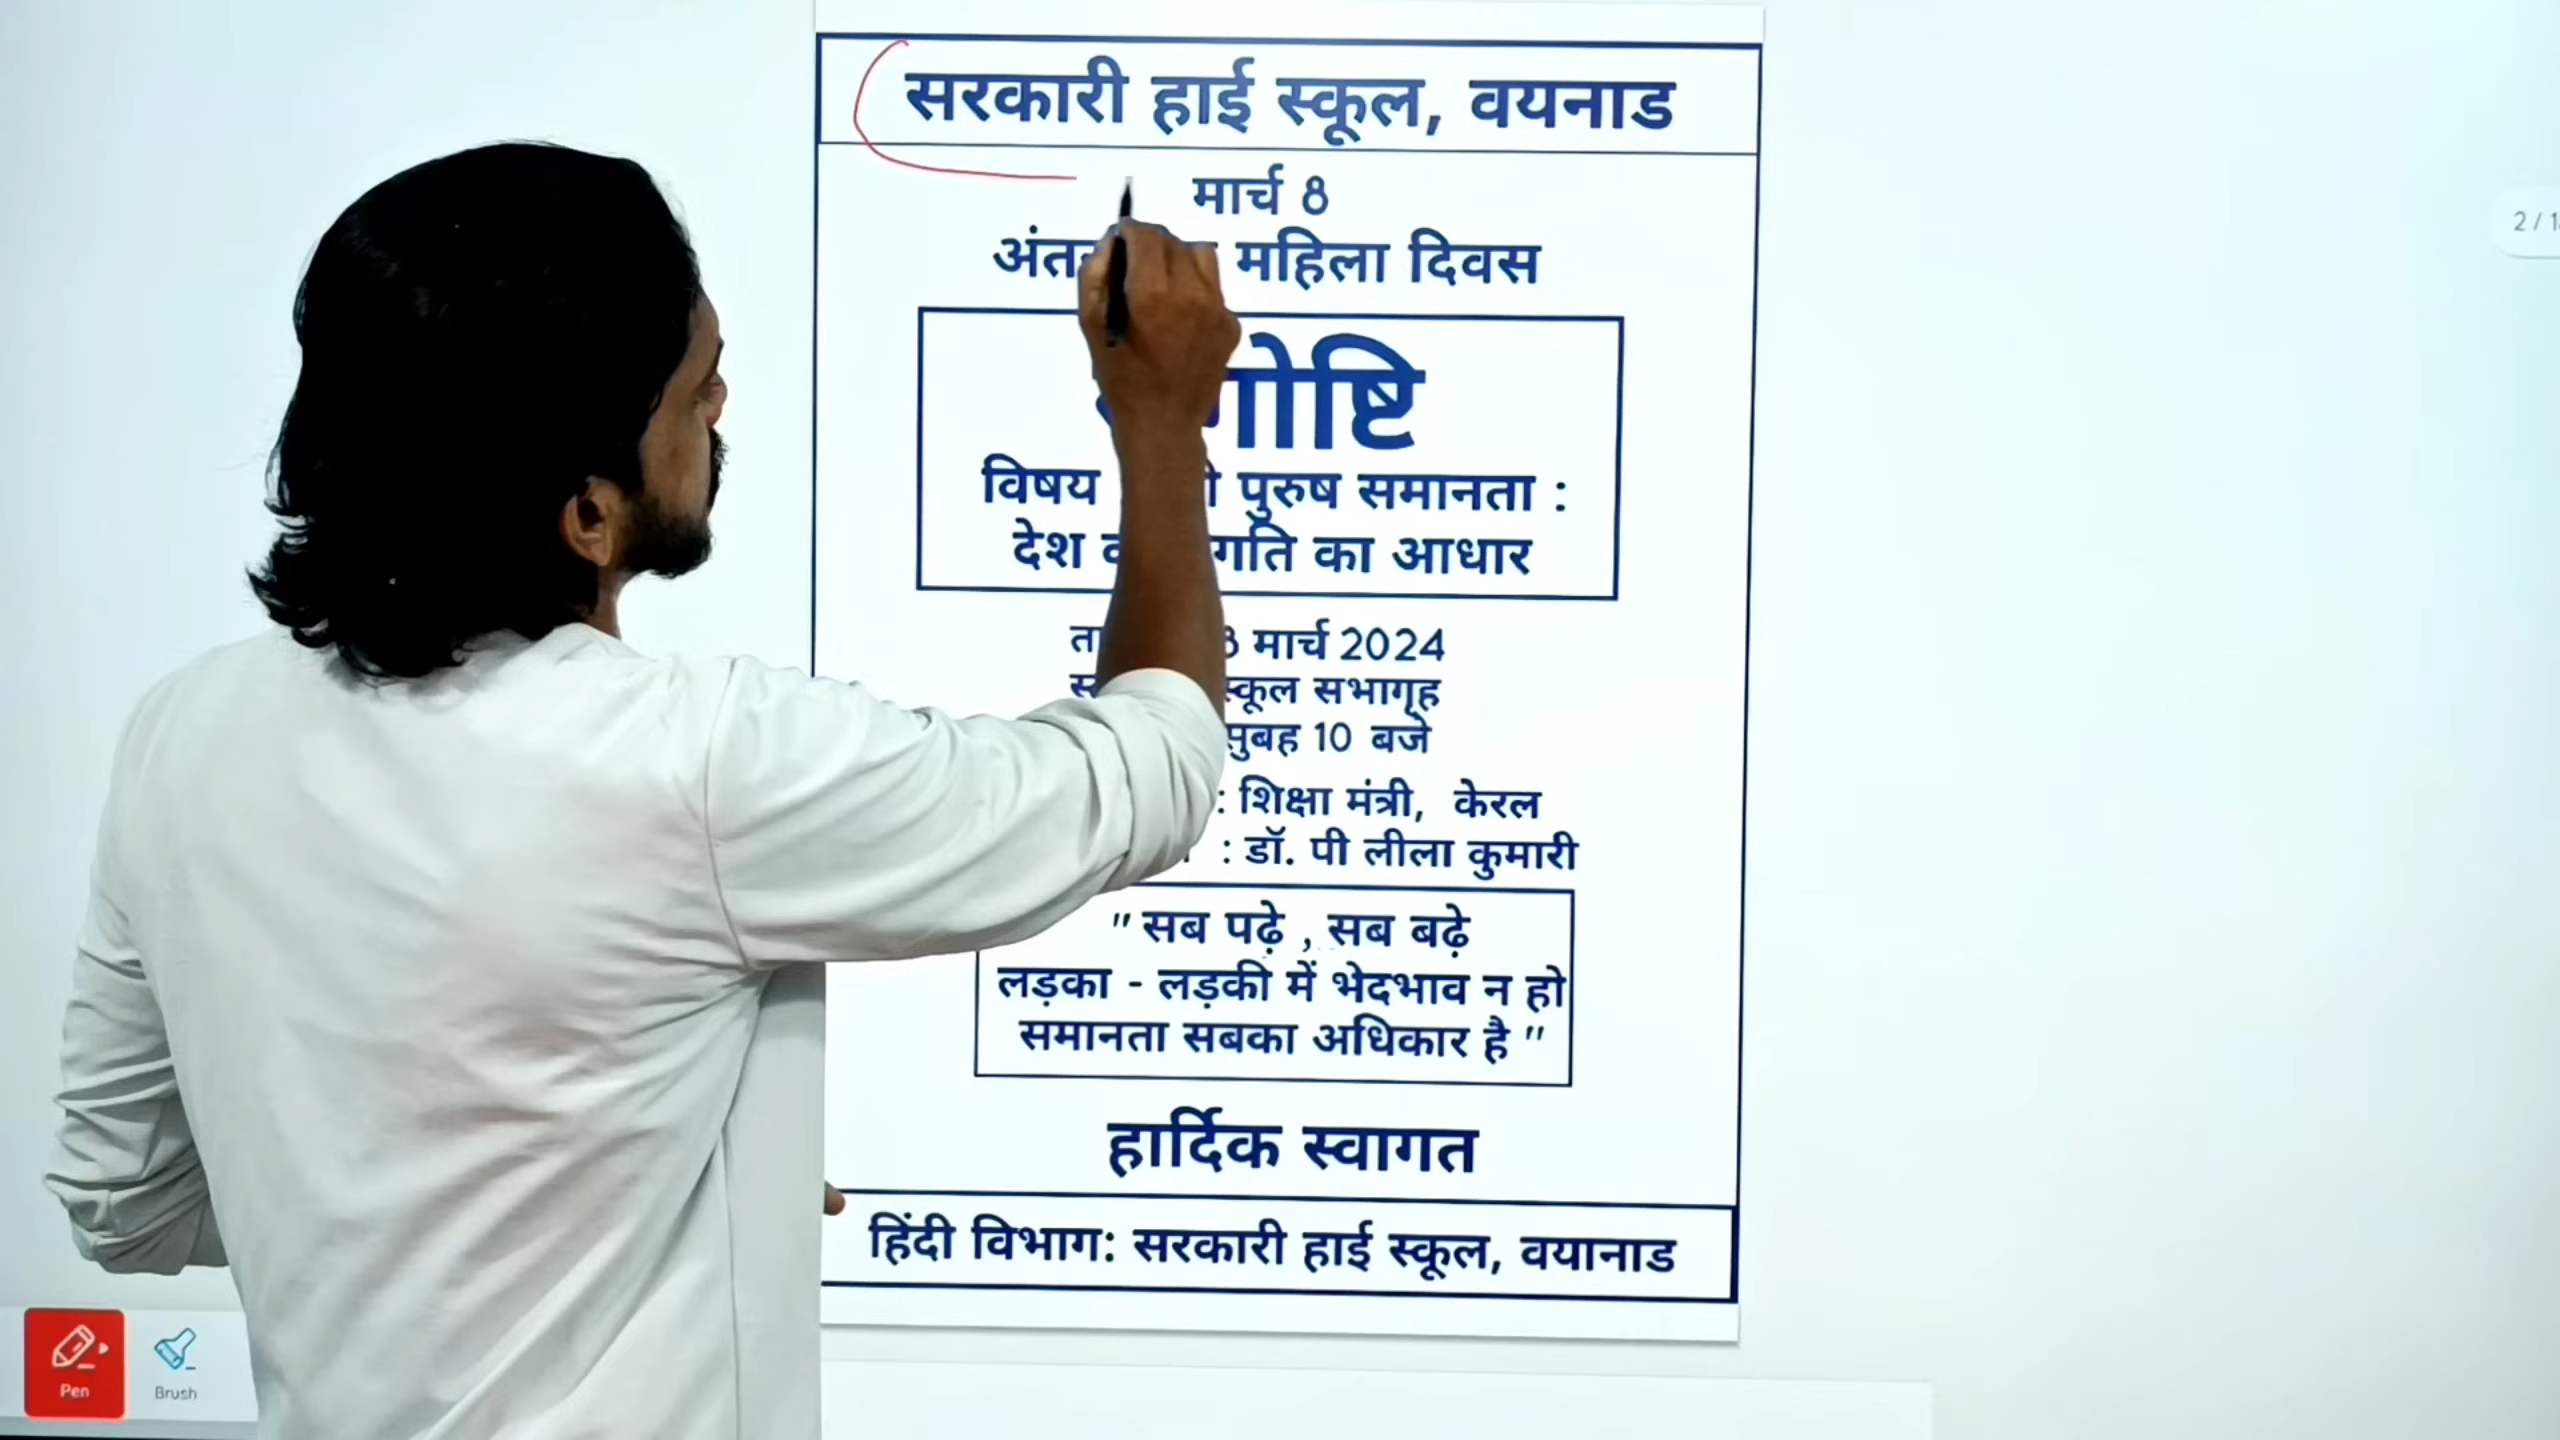 सरकारी हाई स्कूल, वयनाड
मार्च 8
महिला दिवस
विषय पुरुष समानता :
देश का आधार
मार्च 2024
सभागृह
सुबह 10 बजे
: शिक्षा मंत्री, केरल
: डॉ. पी लीला कुमारी
" सब पढ़े , सब बढ़े
लड़का - लड़की में भेदभाव न हो
समानता सबका अधिकार है "
हार्दिक स्वागत
हिंदी विभाग: सरकारी हाई स्कूल, वयानाड
Pen
Brush